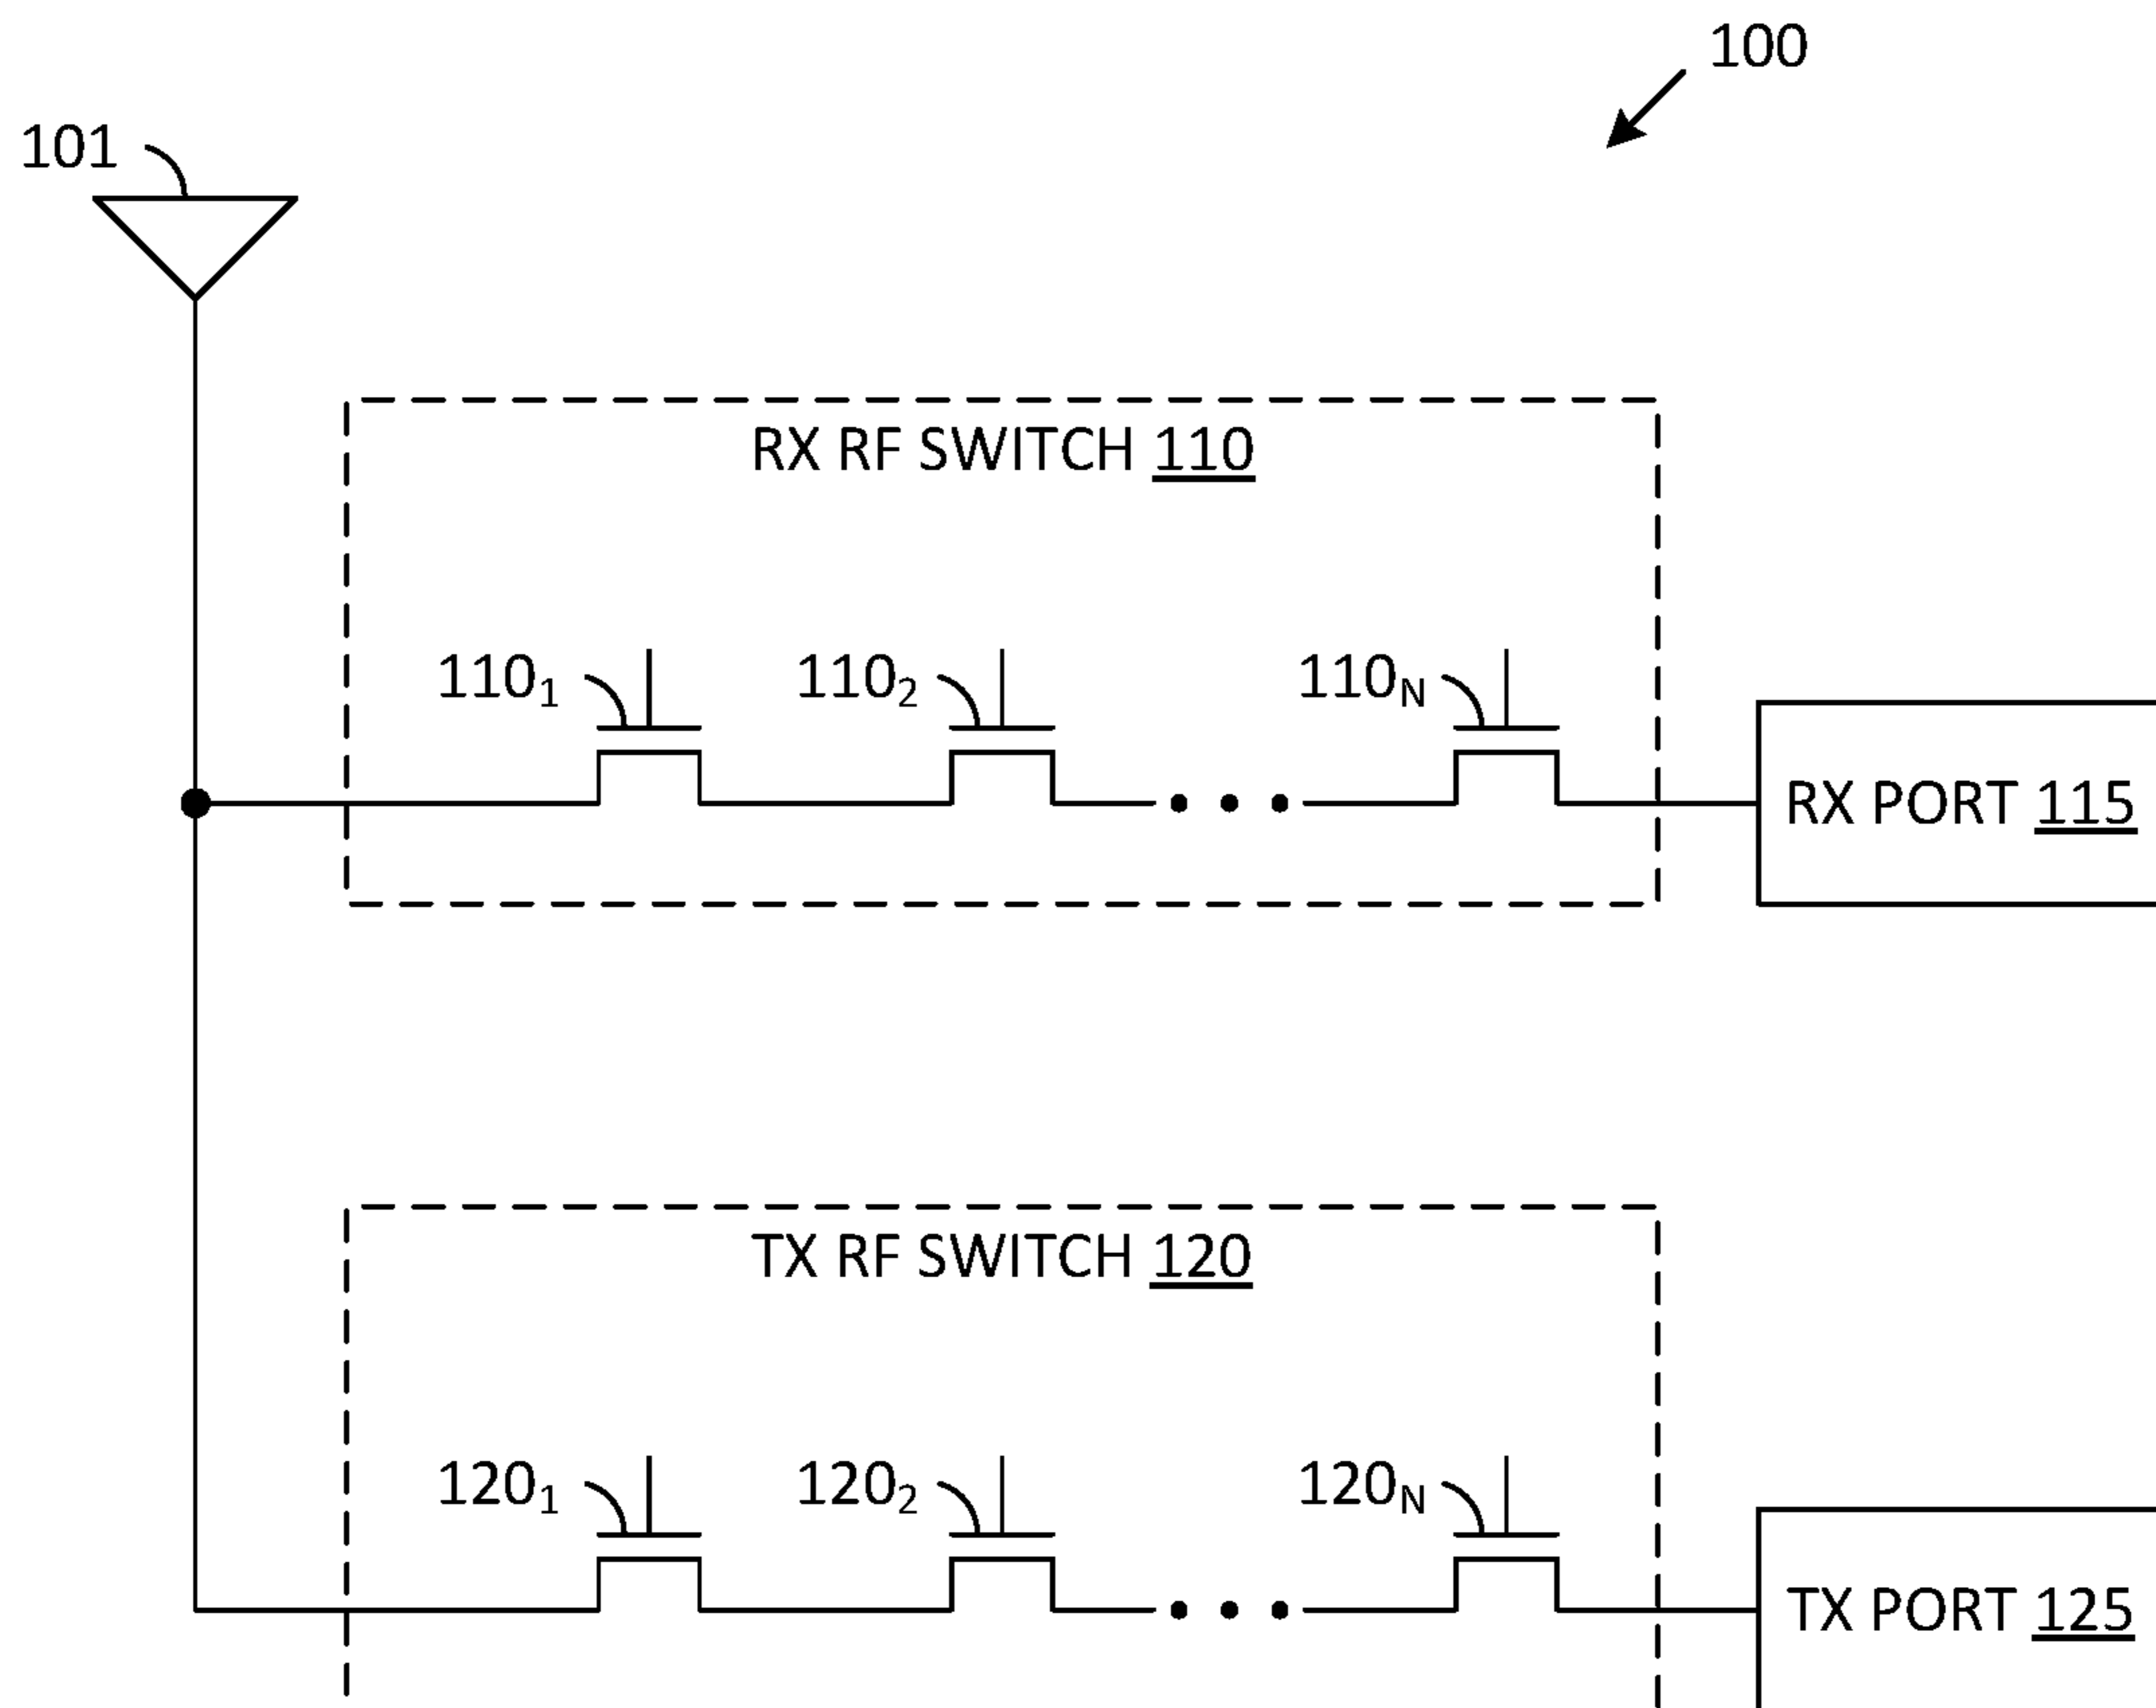 100
101
RX RF SWITCH 110
110₁ 110₂ 110N
RX PORT 115
TX RF SWITCH 120
120₁ 120₂ 120N
TX PORT 125